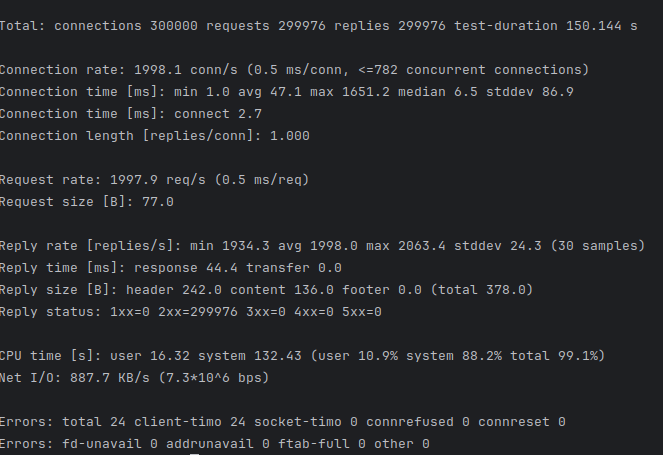 Total: connections 300000 requests 299976 replies 299976 test-duration 150.144 s
Connection rate: 1998.1 conn/s (0.5 ms/conn, <=782 concurrent connections)
Connection time [ms]: min 1.0 avg 47.1 max 1651.2 median 6.5 stddev 86.9
Connection time [ms]: connect 2.7
Connection length [replies/conn]: 1.000
Request rate: 1997.9 req/s (0.5 ms/req)
Request size [B]: 77.0
Reply rate [replies/s]: min 1934.3 avg 1998.0 max 2063.4 stddev 24.3 (30 samples)
Reply time [ms]: response 44.4 transfer 0.0
Reply size [B]: header 242.0 content 136.0 footer 0.0 (total 378.0)
Reply status: 1xx=0 2xx=299976 3xx=0 4xx=0 5xx=0
CPU time [s]: user 16.32 system 132.43 (user 10.9% system 88.2% total 99.1%)
Net I/O: 887.7 KB/s (7.3*10^6 bps)
Errors: total 24 client-timo 24 socket-timo 0 connrefused 0 connreset 0
Errors: fd-unavail 0 addrunavail 0 ftab-full 0 other 0